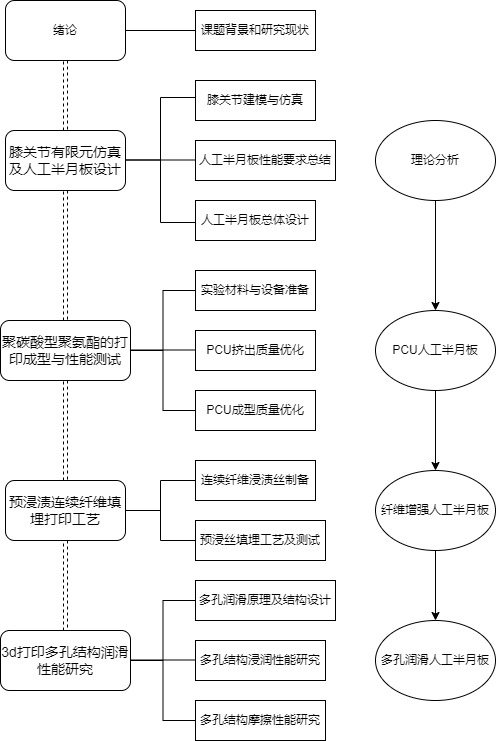 绪论
课题背景和研究现状
膝关节有限元仿真
及人工半月板设计
膝关节建模与仿真
人工半月板性能要求总结
人工半月板总体设计
理论分析
聚碳酸型聚氨酯的打
印成型与性能测试
实验材料与设备准备
PCU挤出质量优化
PCU成型质量优化
PCU人工半月板
预浸渍连续纤维填
埋打印工艺
连续纤维浸渍丝制备
预浸丝填埋工艺及测试
纤维增强人工半月板
3d打印多孔结构润滑
性能研究
多孔润滑原理及结构设计
多孔结构浸润性能研究
多孔结构摩擦性能研究
多孔润滑人工半月板